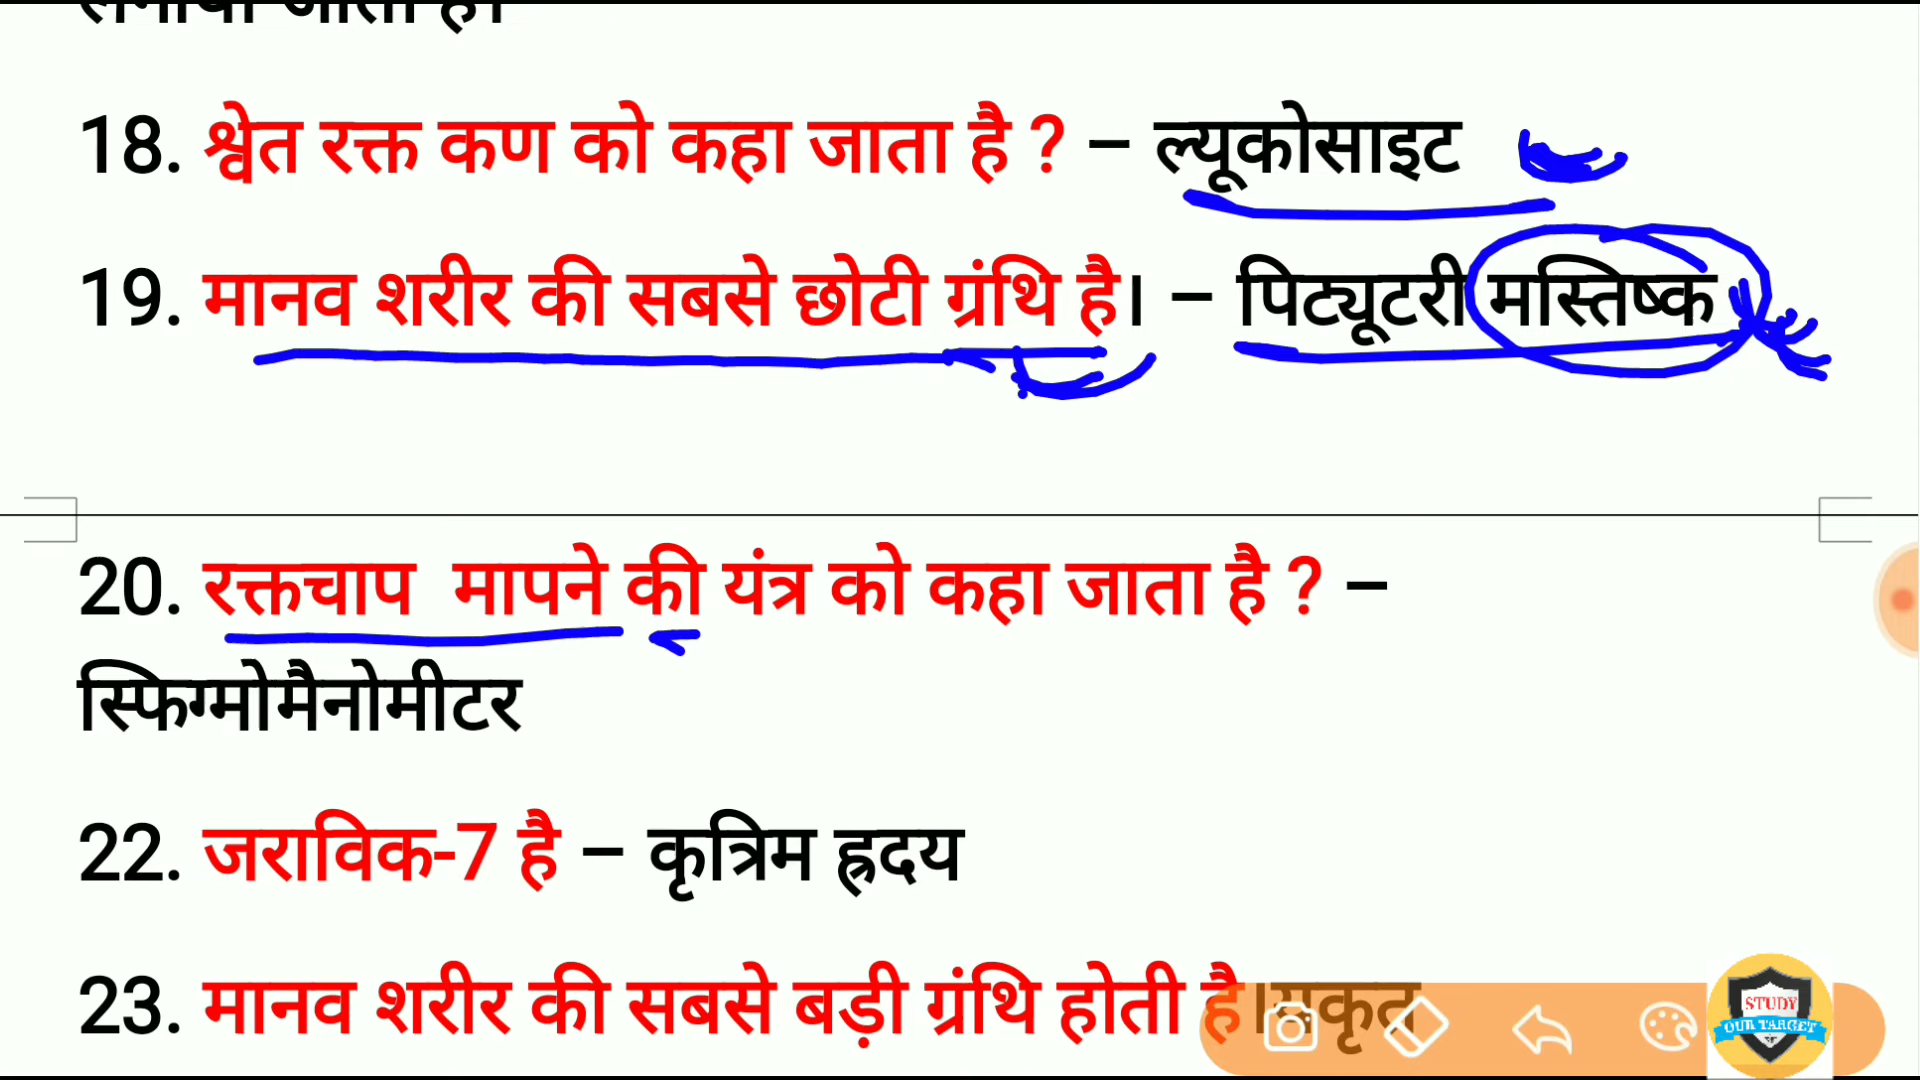 18. श्वेत रक्त कण को कहा जाता है ? – ल्यूकोसाइट
19. मानव शरीर की सबसे छोटी ग्रंथि है। – पिट्यूटरी मस्तिष्क
20. रक्तचाप मापने की यंत्र को कहा जाता है ? –
स्फिग्मोमैनोमीटर
22. जराविक-7 है – कृत्रिम ह्रदय
23. मानव शरीर की सबसे बड़ी ग्रंथि होती है।यकृत
STUDY
OUR TARGET